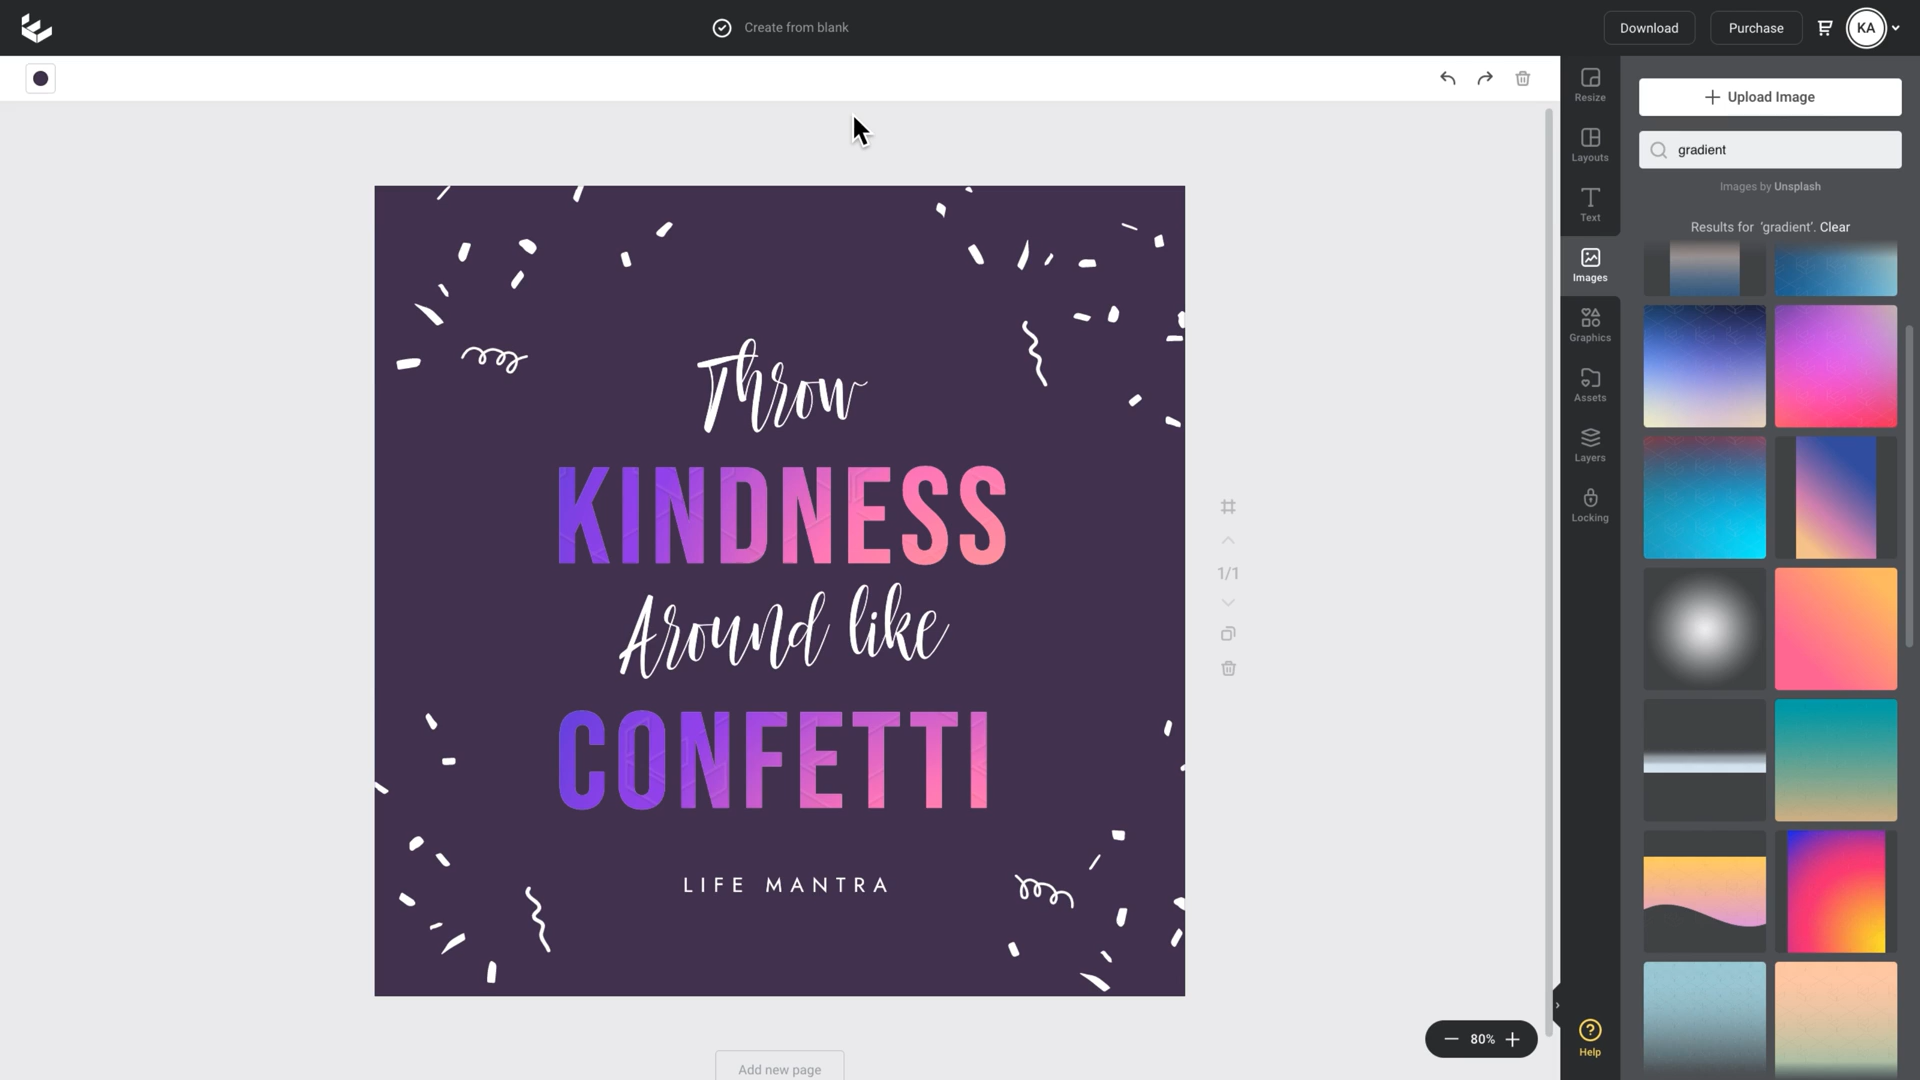 Create from blank
Download
Purchase
KA
Resize
Layouts
Text
Images
Graphics
Assets
Layers
Locking
Help
Upload Image
gradient
Images by Unsplash
Results for 'gradient'. Clear
Throw
KINDNESS
Around like
CONFETTI
LIFE MANTRA
1/1
80%
Add new page